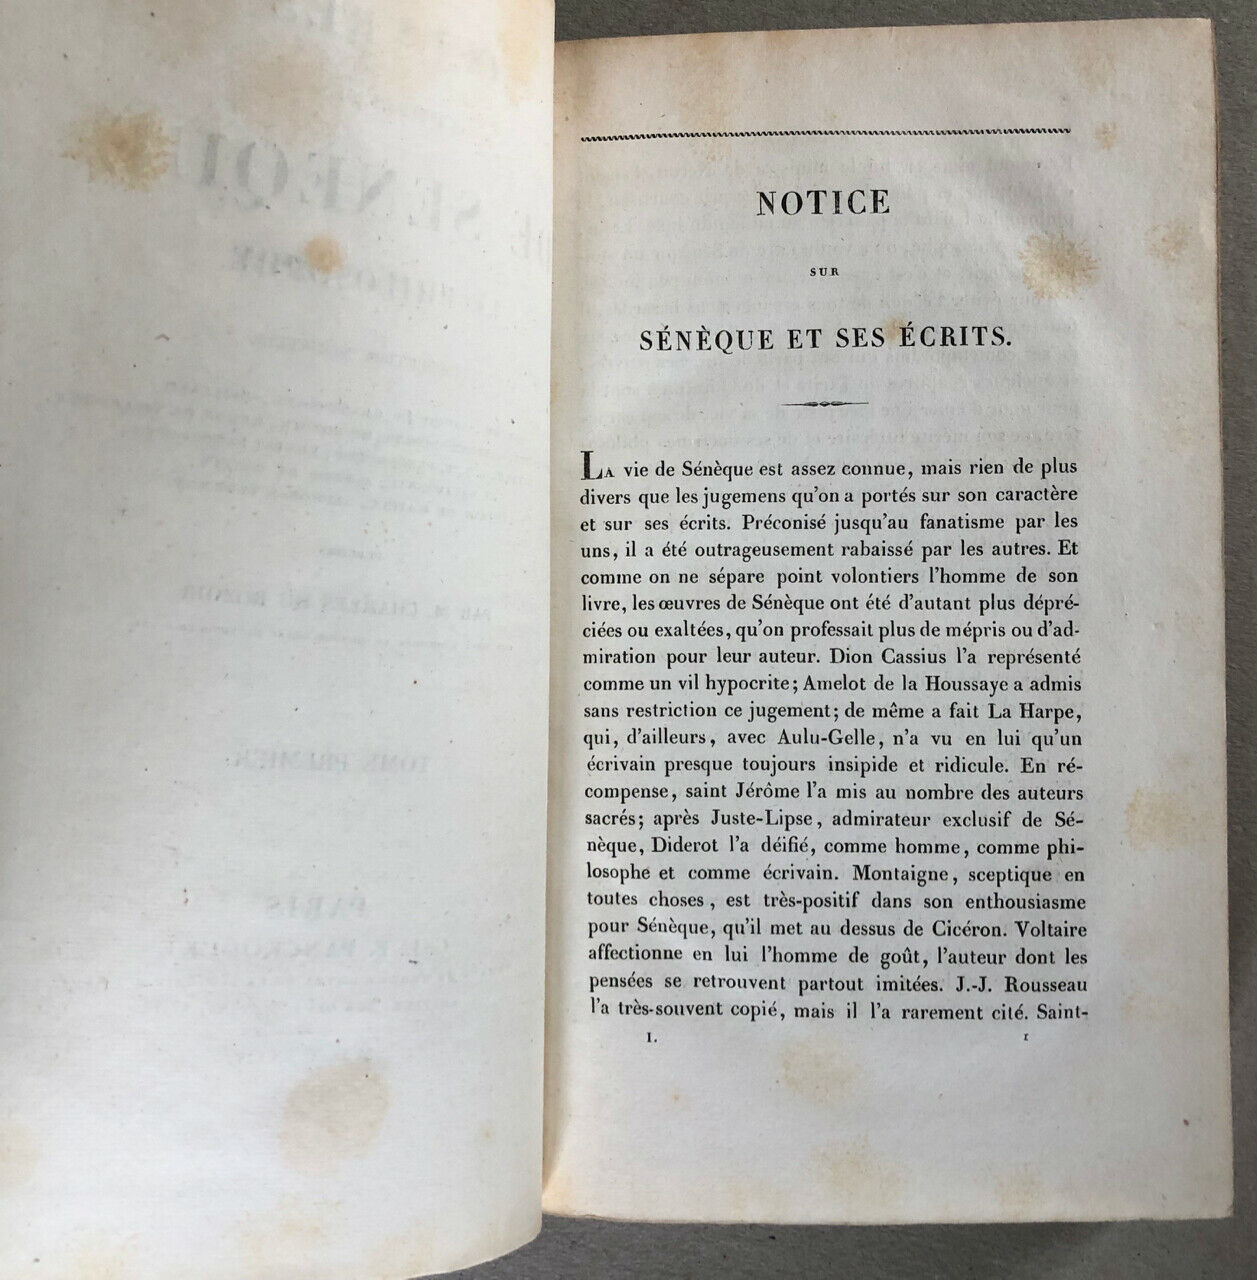 NOTICE
SUR
SÉNÈQUE ET SES ÉCRITS.
LA vie de Sénèque est assez connue, mais rien de plus
divers que les jugemens qu'on a portés sur son caractère
et sur ses écrits. Préconisé jusqu'au fanatisme par les
uns, il a été outrageusement rabaissé par les autres. Et
comme on ne sépare point volontiers l'homme de son
livre, les œuvres de Sénèque ont été d'autant plus dépré-
ciées ou exaltées, qu'on professait plus de mépris ou d'ad-
miration pour leur auteur. Dion Cassius l'a représenté
comme un vil hypocrite; Amelot de la Houssaye a admis
sans restriction ce jugement; de même a fait La Harpe,
qui, d'ailleurs, avec Aulu-Gelle, n'a vu en lui qu'un
écrivain presque toujours insipide et ridicule. En ré-
compense, saint Jérôme l'a mis au nombre des auteurs
sacrés; après Juste-Lipse, admirateur exclusif de Sé-
nèque, Diderot l'a déifié, comme homme, comme phi-
losophe et comme écrivain. Montaigne, sceptique en
toutes choses, est très-positif dans son enthousiasme
pour Sénèque, qu'il met au dessus de Cicéron. Voltaire
affectionne en lui l'homme de goût, l'auteur dont les
pensées se retrouvent partout imitées. J.-J. Rousseau
l'a très-souvent copié, mais il l'a rarement cité. Saint-
I. 1